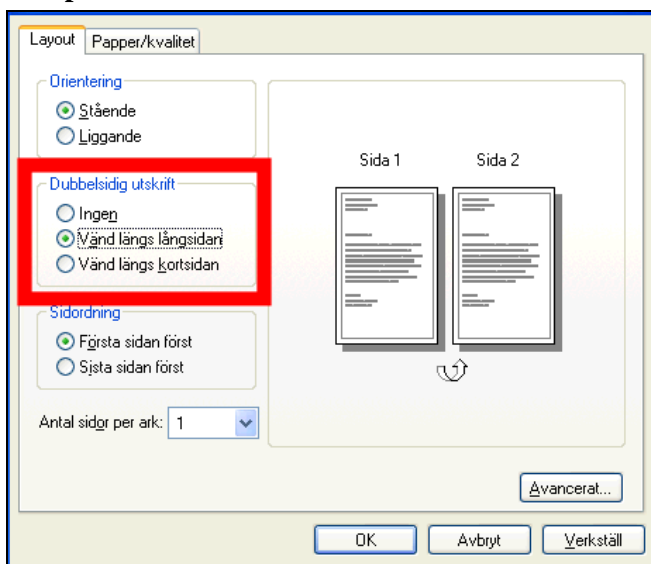 Layout
Papper/kvalitet
Orientering
Stående
Liggande
Dubbelsidig utskrift
Ingen
Vänd längs långsidan
Vänd längs kortsidan
Sidordning
Första sidan först
Sista sidan först
Antal sidor per ark: 1
Sida 1 Sida 2
Avancerat...
OK Avbryt Verkställ